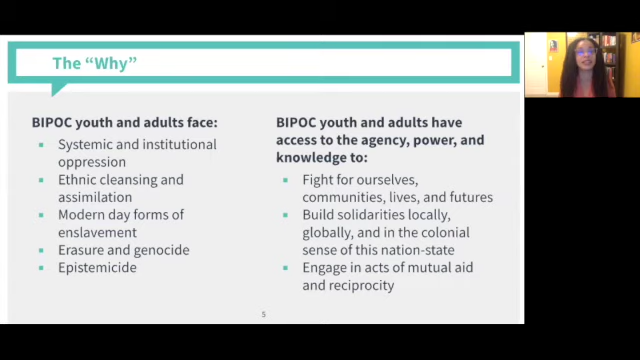 The “Why”
BIPOC youth and adults face:
Systemic and institutional
oppression
Ethnic cleansing and
assimilation
Modern day forms of
enslavement
Erasure and genocide
Epistemicide
BIPOC youth and adults have
access to the agency, power, and
knowledge to:
Fight for ourselves,
communities, lives, and futures
Build solidarities locally,
globally, and in the colonial
sense of this nation-state
Engage in acts of mutual aid
and reciprocity
5